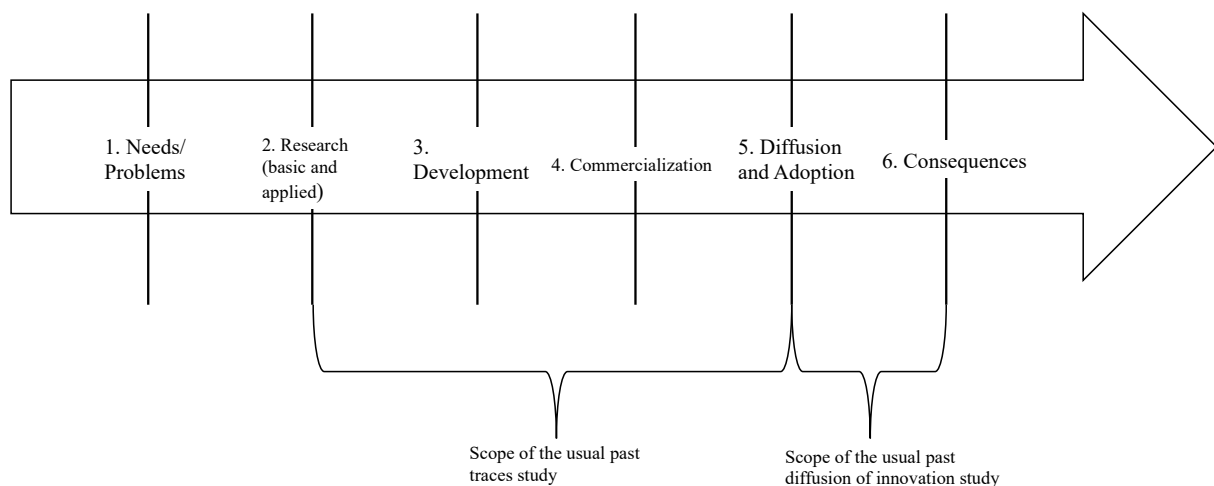 1. Needs/
Problems
2. Research
(basic and
applied)
3.
Development
4. Commercialization
5. Diffusion
and Adoption
6. Consequences
Scope of the usual past
traces study
Scope of the usual past
diffusion of innovation study